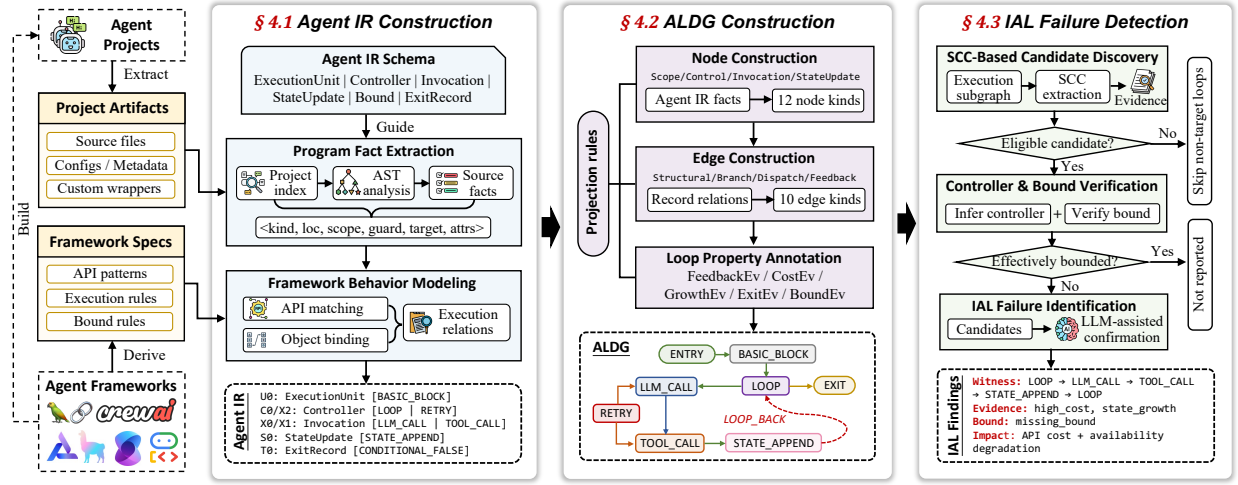 Agent
Projects
Extract
Project Artifacts
Source files
Configs / Metadata
Custom wrappers
Build
Framework Specs
API patterns
Execution rules
Bound rules
Derive
Agent Frameworks
crewai
§ 4.1 Agent IR Construction
Agent IR Schema
ExecutionUnit | Controller | Invocation |
StateUpdate | Bound | ExitRecord
Guide
Program Fact Extraction
Project
index
AST
analysis
Source
facts
<kind, loc, scope, guard, target, attrs>
Framework Behavior Modeling
API matching
Object binding
Execution
relations
Agent IR
U0: ExecutionUnit [BASIC_BLOCK]
C0/X2: Controller [LOOP | RETRY]
X0/X1: Invocation [LLM_CALL | TOOL_CALL]
S0: StateUpdate [STATE_APPEND]
T0: ExitRecord [CONDITIONAL_FALSE]
§ 4.2 ALDG Construction
Projection rules
Node Construction
Scope/Control/Invocation/StateUpdate
Agent IR facts
12 node kinds
Edge Construction
Structural/Branch/Dispatch/Feedback
Record relations
10 edge kinds
Loop Property Annotation
FeedbackEv / CostEv /
GrowthEv / ExitEv / BoundEv
ALDG
ENTRY
BASIC_BLOCK
LLM_CALL
LOOP
EXIT
RETRY
LOOP_BACK
TOOL_CALL
STATE_APPEND
§ 4.3 IAL Failure Detection
SCC-Based Candidate Discovery
Execution
subgraph
SCC
extraction
Evidence
Eligible candidate?
No
Yes
Skip non-target loops
Controller & Bound Verification
Infer controller
+
Verify bound
Effectively bounded?
Yes
No
Not reported
IAL Failure Identification
Candidates
LLM-assisted
confirmation
IAL Findings
Witness: LOOP → LLM_CALL → TOOL_CALL
→ STATE_APPEND → LOOP
Evidence: high_cost, state_growth
Bound: missing_bound
Impact: API cost + availability
degradation